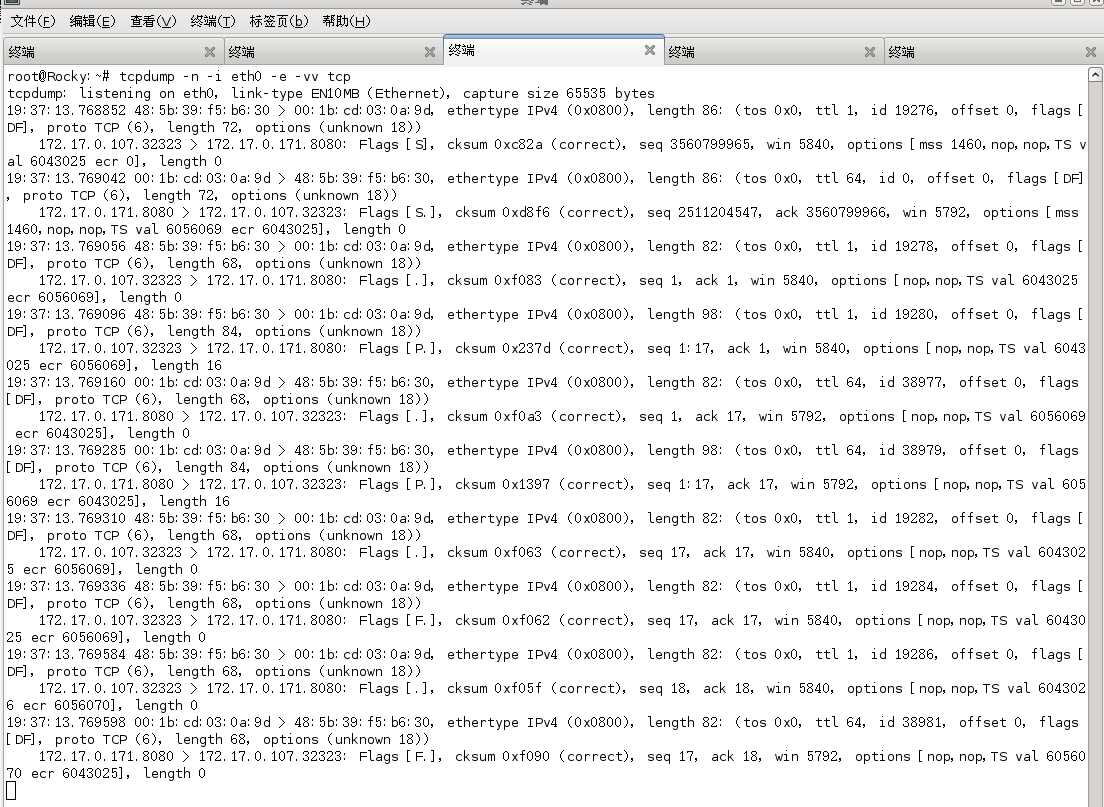 终端
文件(F) 编辑(E) 查看(V) 终端(T) 标签页(b) 帮助(H)
终端 终端 终端 终端 终端
root@Rocky:~# tcpdump -n -i eth0 -e -vv tcp
tcpdump: listening on eth0, link-type EN10MB (Ethernet), capture size 65535 bytes
19:37:13.768852 48:5b:39:f5:b6:30 > 00:1b:cd:03:0a:9d, ethertype IPv4 (0x0800), length 86: (tos 0x0, ttl 1, id 19276, offset 0, flags [
DF], proto TCP (6), length 72, options (unknown 18))
172.17.0.107.32323 > 172.17.0.171.8080: Flags [S], cksum 0xc82a (correct), seq 3560799965, win 5840, options [mss 1460,nop,nop,TS v
al 6043025 ecr 0], length 0
19:37:13.769042 00:1b:cd:03:0a:9d > 48:5b:39:f5:b6:30, ethertype IPv4 (0x0800), length 86: (tos 0x0, ttl 64, id 0, offset 0, flags [DF]
, proto TCP (6), length 72, options (unknown 18))
172.17.0.171.8080 > 172.17.0.107.32323: Flags [S.], cksum 0xd8f6 (correct), seq 2511204547, ack 3560799966, win 5792, options [mss
1460,nop,nop,TS val 6056069 ecr 6043025], length 0
19:37:13.769056 48:5b:39:f5:b6:30 > 00:1b:cd:03:0a:9d, ethertype IPv4 (0x0800), length 82: (tos 0x0, ttl 1, id 19278, offset 0, flags [
DF], proto TCP (6), length 68, options (unknown 18))
172.17.0.107.32323 > 172.17.0.171.8080: Flags [.], cksum 0xf083 (correct), seq 1, ack 1, win 5840, options [nop,nop,TS val 6043025
ecr 6056069], length 0
19:37:13.769096 48:5b:39:f5:b6:30 > 00:1b:cd:03:0a:9d, ethertype IPv4 (0x0800), length 98: (tos 0x0, ttl 1, id 19280, offset 0, flags [
DF], proto TCP (6), length 84, options (unknown 18))
172.17.0.107.32323 > 172.17.0.171.8080: Flags [P.], cksum 0x237d (correct), seq 1:17, ack 1, win 5840, options [nop,nop,TS val 6043
025 ecr 6056069], length 16
19:37:13.769160 00:1b:cd:03:0a:9d > 48:5b:39:f5:b6:30, ethertype IPv4 (0x0800), length 82: (tos 0x0, ttl 64, id 38977, offset 0, flags
[DF], proto TCP (6), length 68, options (unknown 18))
172.17.0.171.8080 > 172.17.0.107.32323: Flags [.], cksum 0xf0a3 (correct), seq 1, ack 17, win 5792, options [nop,nop,TS val 6056069
ecr 6043025], length 0
19:37:13.769285 00:1b:cd:03:0a:9d > 48:5b:39:f5:b6:30, ethertype IPv4 (0x0800), length 98: (tos 0x0, ttl 64, id 38979, offset 0, flags
[DF], proto TCP (6), length 84, options (unknown 18))
172.17.0.171.8080 > 172.17.0.107.32323: Flags [P.], cksum 0x1397 (correct), seq 1:17, ack 17, win 5792, options [nop,nop,TS val 605
6069 ecr 6043025], length 16
19:37:13.769310 48:5b:39:f5:b6:30 > 00:1b:cd:03:0a:9d, ethertype IPv4 (0x0800), length 82: (tos 0x0, ttl 1, id 19282, offset 0, flags [
DF], proto TCP (6), length 68, options (unknown 18))
172.17.0.107.32323 > 172.17.0.171.8080: Flags [.], cksum 0xf063 (correct), seq 17, ack 17, win 5840, options [nop,nop,TS val 604302
5 ecr 6056069], length 0
19:37:13.769336 48:5b:39:f5:b6:30 > 00:1b:cd:03:0a:9d, ethertype IPv4 (0x0800), length 82: (tos 0x0, ttl 1, id 19284, offset 0, flags [
DF], proto TCP (6), length 68, options (unknown 18))
172.17.0.107.32323 > 172.17.0.171.8080: Flags [F.], cksum 0xf062 (correct), seq 17, ack 17, win 5840, options [nop,nop,TS val 60430
25 ecr 6056069], length 0
19:37:13.769584 48:5b:39:f5:b6:30 > 00:1b:cd:03:0a:9d, ethertype IPv4 (0x0800), length 82: (tos 0x0, ttl 1, id 19286, offset 0, flags [
DF], proto TCP (6), length 68, options (unknown 18))
172.17.0.107.32323 > 172.17.0.171.8080: Flags [.], cksum 0xf05f (correct), seq 18, ack 18, win 5840, options [nop,nop,TS val 604302
6 ecr 6056070], length 0
19:37:13.769598 00:1b:cd:03:0a:9d > 48:5b:39:f5:b6:30, ethertype IPv4 (0x0800), length 82: (tos 0x0, ttl 64, id 38981, offset 0, flags
[DF], proto TCP (6), length 68, options (unknown 18))
172.17.0.171.8080 > 172.17.0.107.32323: Flags [F.], cksum 0xf090 (correct), seq 17, ack 18, win 5792, options [nop,nop,TS val 60560
70 ecr 6043025], length 0